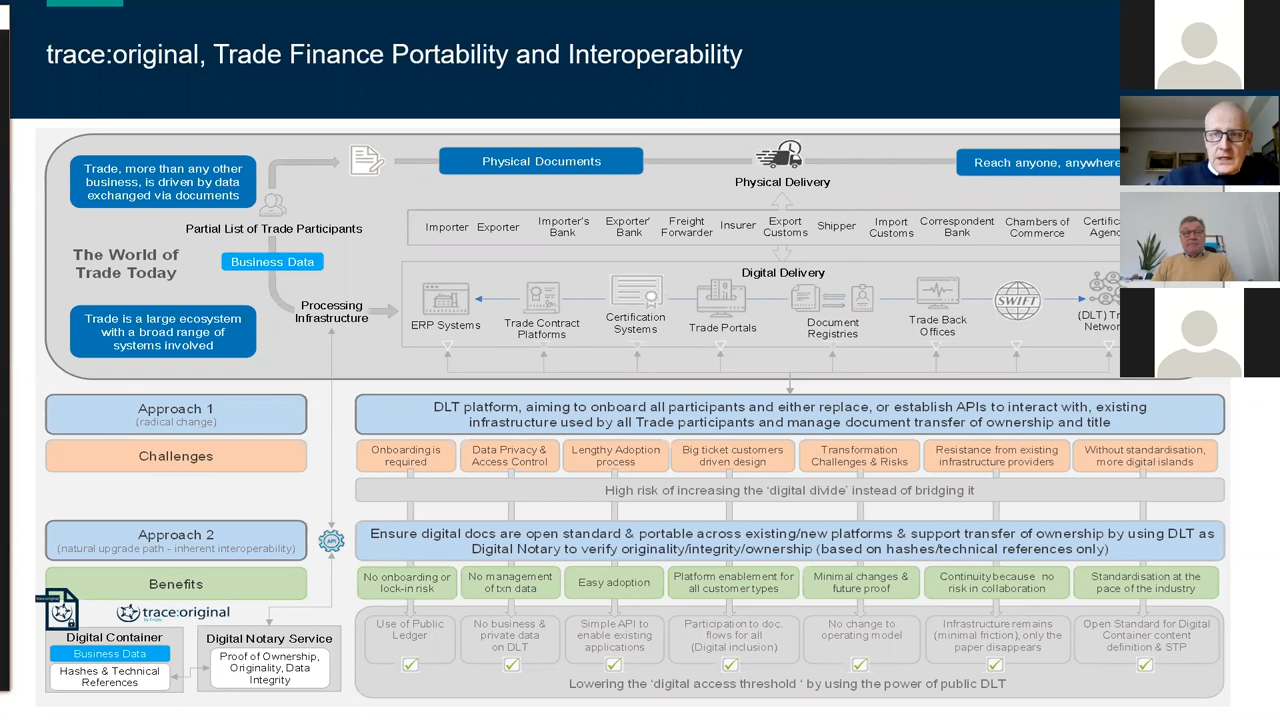 trace:original, Trade Finance Portability and Interoperability
Trade, more than any other
business, is driven by data
exchanged via documents
Physical Documents
Physical Delivery
Reach anyone, anywhere
Partial List of Trade Participants
The World of
Trade Today
Business Data
Importer
Exporter
Importer's
Bank
Exporter'
Bank
Freight
Forwarder
Insurer
Export
Customs
Shipper
Import
Customs
Correspondent
Bank
Chambers of
Commerce
Digital Delivery
Processing
Infrastructure
Trade is a large ecosystem
with a broad range of
systems involved
ERP Systems
Trade Contract
Platforms
Certification
Systems
Trade Portals
Document
Registries
Trade Back
Offices
SWIFT
(DLT)
Approach 1
(radical change)
DLT platform, aiming to onboard all participants and either replace, or establish APIs to interact with, existing
infrastructure used by all Trade participants and manage document transfer of ownership and title
Challenges
Onboarding is
required
Data Privacy &
Access Control
Lengthy Adoption
process
Big ticket customers
driven design
Transformation
Challenges & Risks
Resistance from existing
infrastructure providers
Without standardisation,
more digital islands
High risk of increasing the 'digital divide' instead of bridging it
Approach 2
(natural upgrade path - inherent interoperability)
API
Ensure digital docs are open standard & portable across existing/new platforms & support transfer of ownership by using DLT as
Digital Notary to verify originality/integrity/ownership (based on hashes/technical references only)
Benefits
No onboarding or
lock-in risk
No management
of txn data
Easy adoption
Platform enablement for
all customer types
Minimal changes &
future proof
Continuity because no
risk in collaboration
Standardisation at the
pace of the industry
trace:original
Use of Public
Ledger
No business &
private data
on DLT
Simple API to
enable existing
applications
Participation to doc.
flows for all
(Digital inclusion)
No change to
operating model
Infrastructure remains
(minimal friction), only the
paper disappears
Open Standard for Digital
Container content
definition & STP
Lowering the 'digital access threshold ' by using the power of public DLT
Digital Container
Business Data
Hashes & Technical
References
Digital Notary Service
Proof of Ownership,
Originality, Data
Integrity